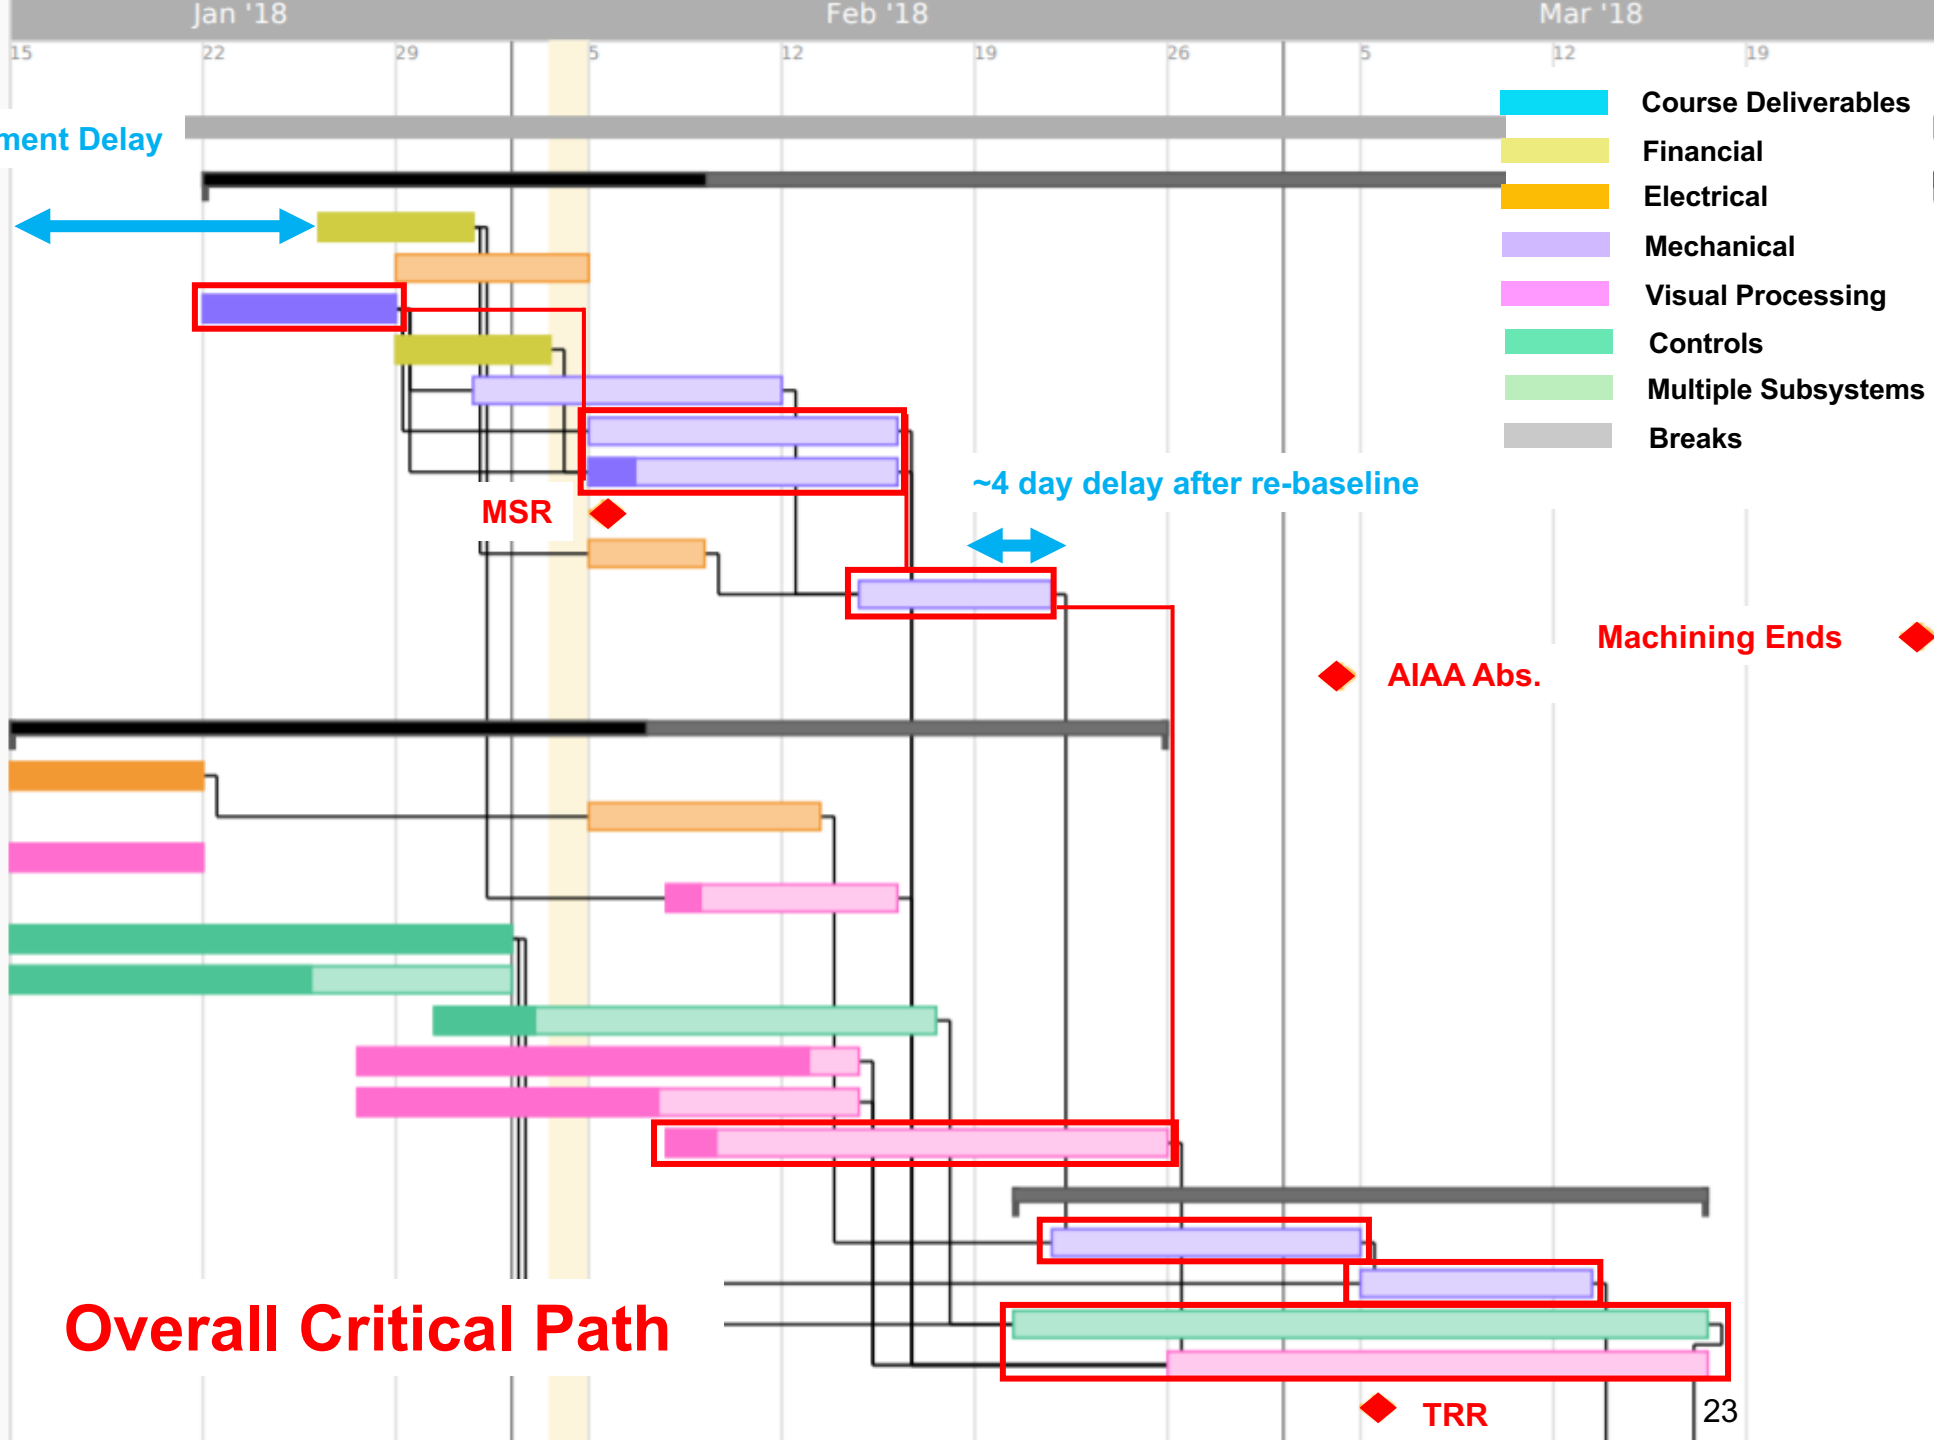 Jan '18
Feb '18
Mar '18
15
22
29
5
12
19
26
5
12
19
Course Deliverables
ment Delay
Financial
Electrical
Mechanical
Visual Processing
Controls
Multiple Subsystems
Breaks
~4 day delay after re-baseline
MSR
Machining Ends
AIAA Abs.
Overall Critical Path
TRR
23